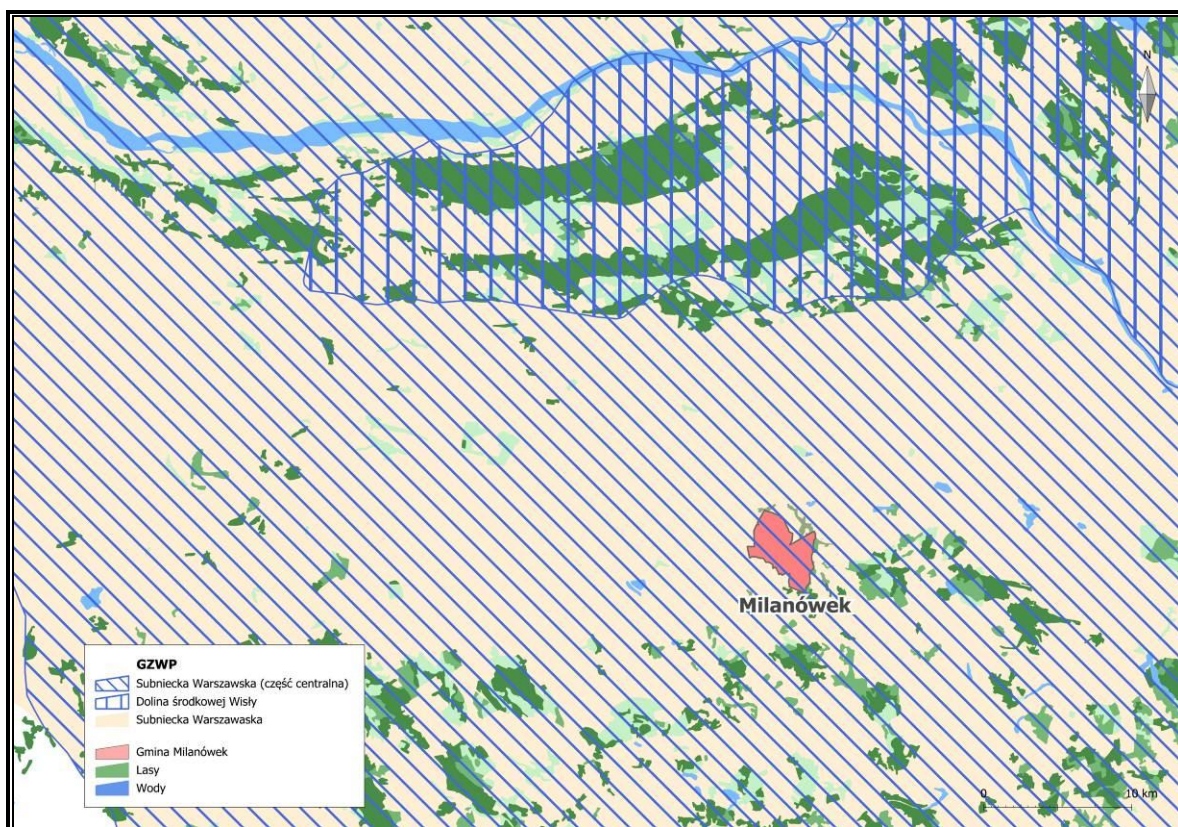 N
Milanówek
GZWP
Subniecka Warszawska (część centralna)
Dolina środkowej Wisły
Subniecka Warszawaska
Gmina Milanówek
Lasy
Wody
0 10 km